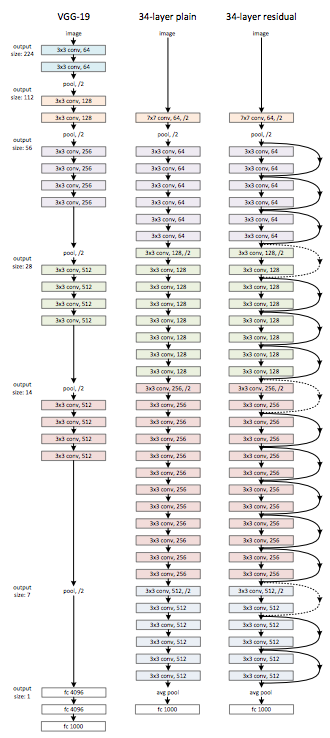 VGG-19
image
output
size: 224
3x3 conv, 64
3x3 conv, 64
pool, /2
output
size: 112
3x3 conv, 128
3x3 conv, 128
pool, /2
output
size: 56
3x3 conv, 256
3x3 conv, 256
3x3 conv, 256
3x3 conv, 256
pool, /2
output
size: 28
3x3 conv, 512
3x3 conv, 512
3x3 conv, 512
3x3 conv, 512
pool, /2
output
size: 14
3x3 conv, 512
3x3 conv, 512
3x3 conv, 512
3x3 conv, 512
pool, /2
output
size: 7
output
size: 1
fc 4096
fc 4096
fc 1000
34-layer plain
image
7x7 conv, 64, /2
pool, /2
3x3 conv, 64
3x3 conv, 64
3x3 conv, 64
3x3 conv, 64
3x3 conv, 64
3x3 conv, 64
3x3 conv, 128, /2
3x3 conv, 128
3x3 conv, 128
3x3 conv, 128
3x3 conv, 128
3x3 conv, 128
3x3 conv, 128
3x3 conv, 128
3x3 conv, 256, /2
3x3 conv, 256
3x3 conv, 256
3x3 conv, 256
3x3 conv, 256
3x3 conv, 256
3x3 conv, 256
3x3 conv, 256
3x3 conv, 256
3x3 conv, 256
3x3 conv, 256
3x3 conv, 256
3x3 conv, 512, /2
3x3 conv, 512
3x3 conv, 512
3x3 conv, 512
3x3 conv, 512
3x3 conv, 512
avg pool
fc 1000
34-layer residual
image
7x7 conv, 64, /2
pool, /2
3x3 conv, 64
3x3 conv, 64
3x3 conv, 64
3x3 conv, 64
3x3 conv, 64
3x3 conv, 64
3x3 conv, 128, /2
3x3 conv, 128
3x3 conv, 128
3x3 conv, 128
3x3 conv, 128
3x3 conv, 128
3x3 conv, 128
3x3 conv, 128
3x3 conv, 256, /2
3x3 conv, 256
3x3 conv, 256
3x3 conv, 256
3x3 conv, 256
3x3 conv, 256
3x3 conv, 256
3x3 conv, 256
3x3 conv, 256
3x3 conv, 256
3x3 conv, 256
3x3 conv, 256
3x3 conv, 512, /2
3x3 conv, 512
3x3 conv, 512
3x3 conv, 512
3x3 conv, 512
3x3 conv, 512
avg pool
fc 1000